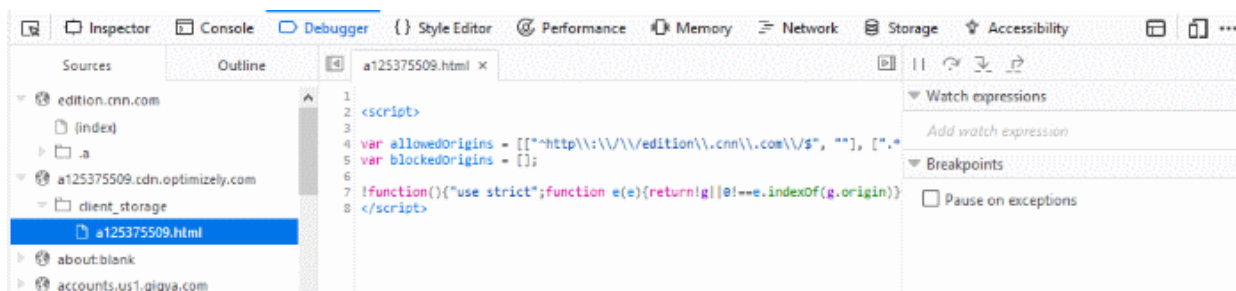 Inspector Console Debugger {} Style Editor Performance Memory Network Storage Accessibility
Sources Outline a125375509.html ×
edition.cnn.com
(index)
.a
a125375509.cdn.optimizely.com
client_storage
a125375509.html
about:blank
accounts.us1.gigya.com
1
2 <script>
3
4 var allowedOrigins = [["^http\\:\\/\\/edition\\.cnn\\.com\\/$", ""], [".*
5 var blockedOrigins = [];
6
7 !function(){"use strict";function e(e){return!g||0!==e.indexOf(g.origin)}
8 </script>
Watch expressions
Add watch expression
Breakpoints
Pause on exceptions